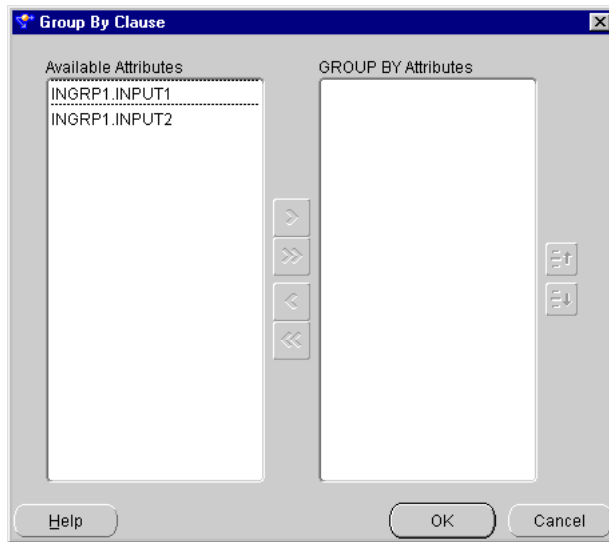 Group By Clause
Available Attributes
GROUP BY Attributes
INGRP1.INPUT1
INGRP1.INPUT2
Help
OK
Cancel